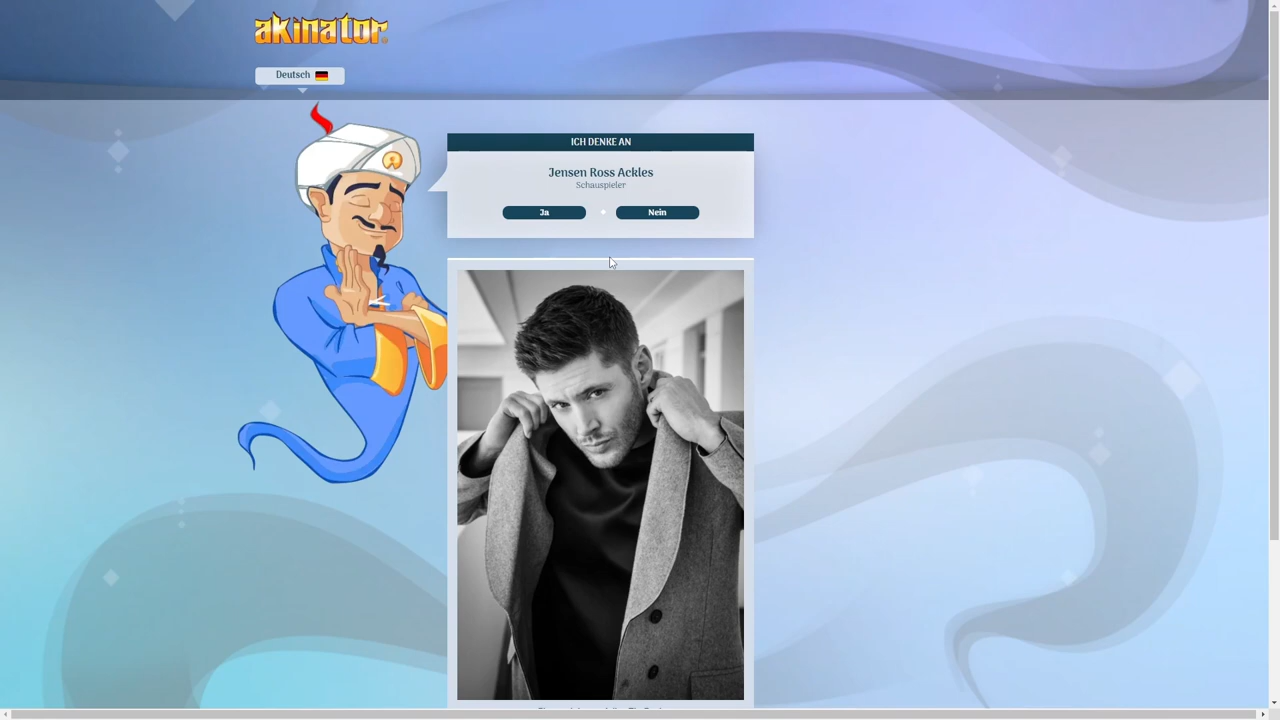 akinator
Deutsch
ICH DENKE AN
Jensen Ross Ackles
Schauspieler
Ja
Nein